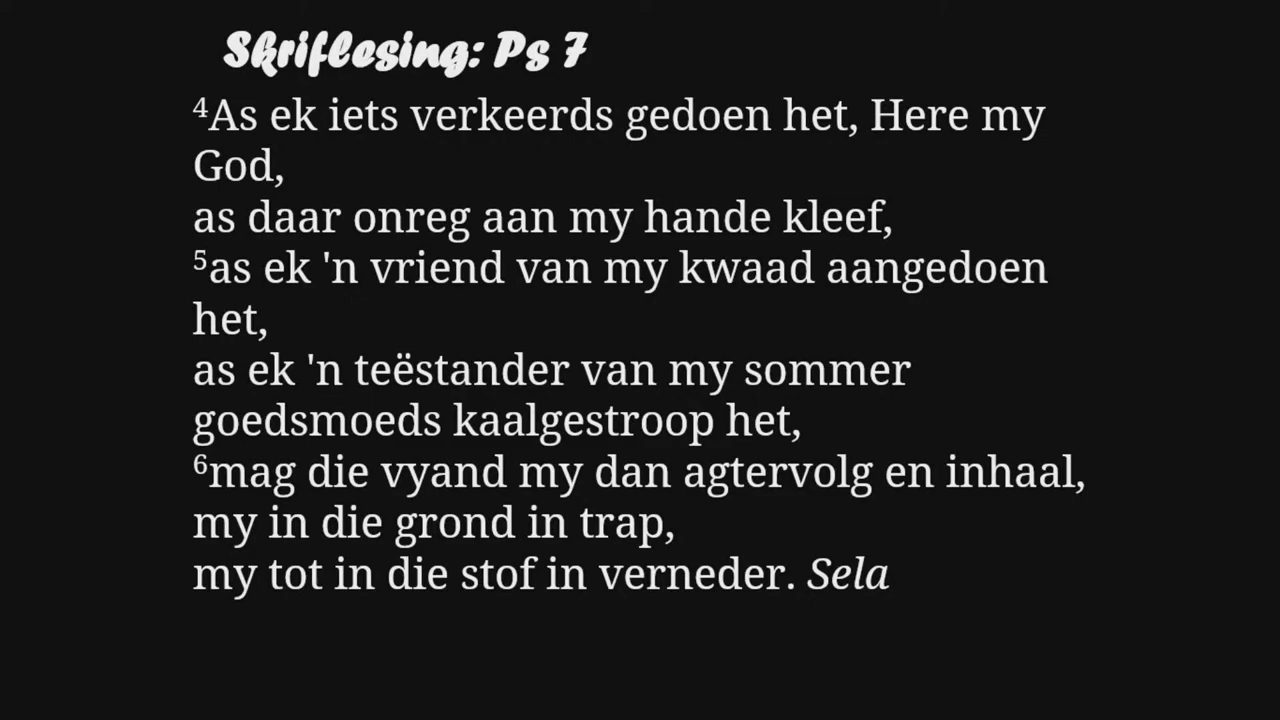 Skriflesing: Ps 7
⁴As ek iets verkeerds gedoen het, Here my
God,
as daar onreg aan my hande kleef,
⁵as ek 'n vriend van my kwaad aangedoen
het,
as ek 'n teëstander van my sommer
goedsmoeds kaalgestroop het,
⁶mag die vyand my dan agtervolg en inhaal,
my in die grond in trap,
my tot in die stof in verneder. Sela